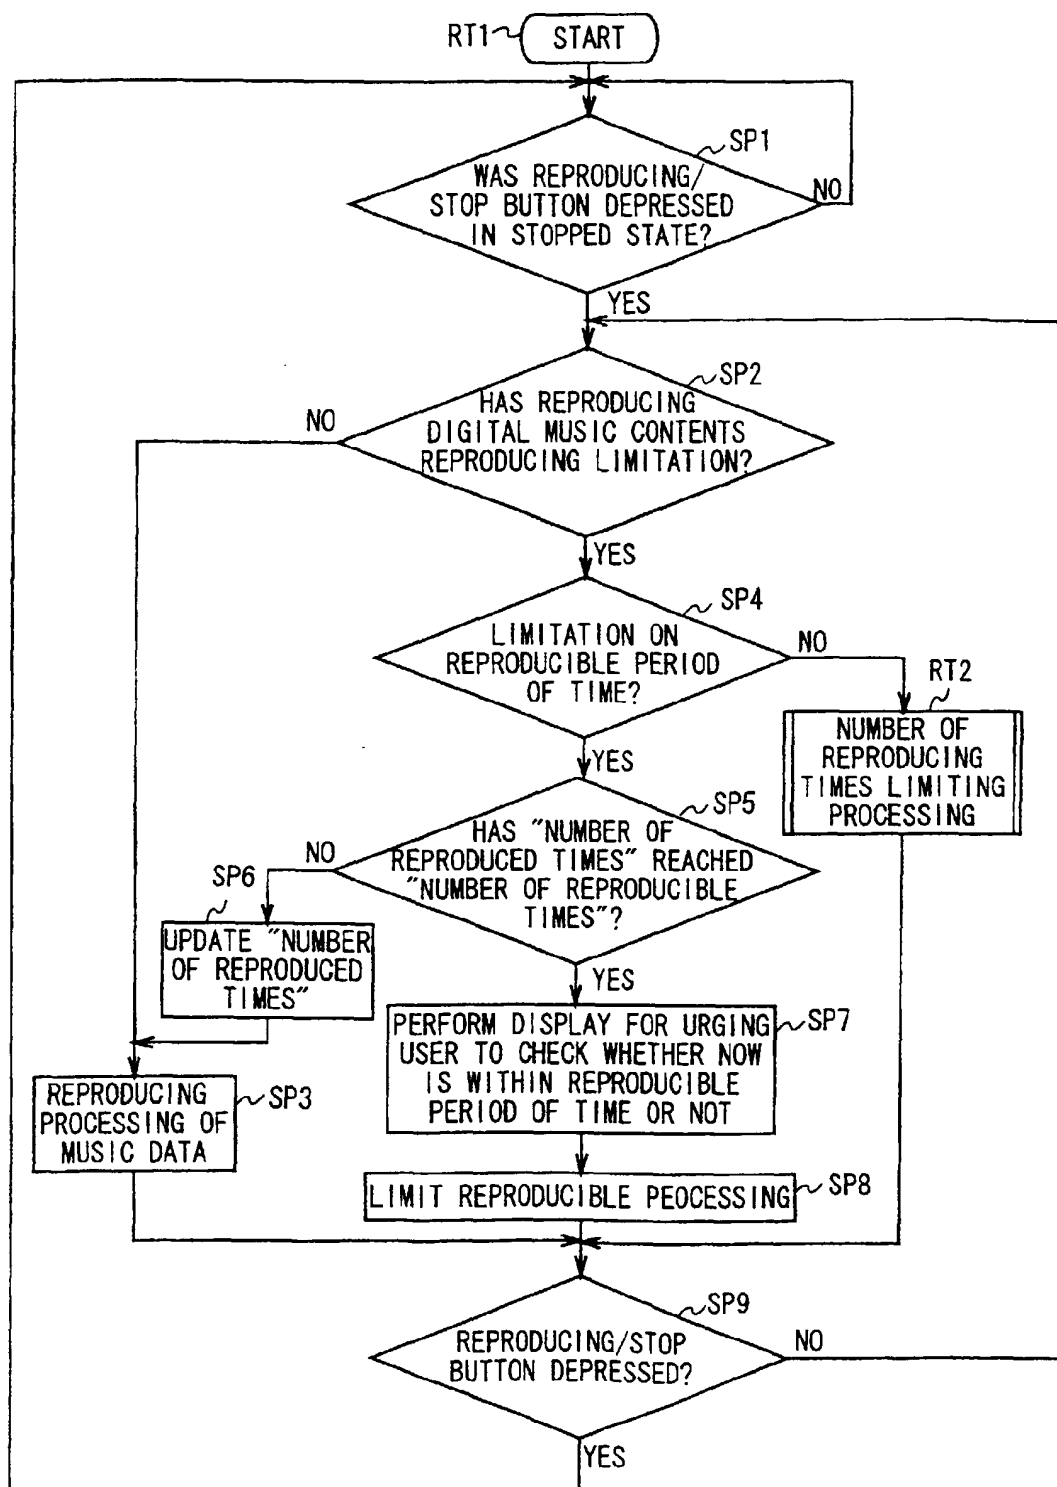 RT1
START
SP1
WAS REPRODUCING/
STOP BUTTON DEPRESSED
IN STOPPED STATE?
NO
YES
SP2
HAS REPRODUCING
DIGITAL MUSIC CONTENTS
REPRODUCING LIMITATION?
NO
YES
SP4
LIMITATION ON
REPRODUCIBLE PERIOD
OF TIME?
NO
RT2
NUMBER OF
REPRODUCING
TIMES LIMITING
PROCESSING
YES
SP5
HAS "NUMBER OF
REPRODUCED TIMES" REACHED
"NUMBER OF REPRODUCIBLE
TIMES"?
NO
SP6
UPDATE "NUMBER
OF REPRODUCED
TIMES"
YES
PERFORM DISPLAY FOR URGING
USER TO CHECK WHETHER NOW
IS WITHIN REPRODUCIBLE
PERIOD OF TIME OR NOT
SP7
REPRODUCING
PROCESSING OF
MUSIC DATA
SP3
LIMIT REPRODUCIBLE PEOCESSING
SP8
SP9
REPRODUCING/STOP
BUTTON DEPRESSED?
NO
YES